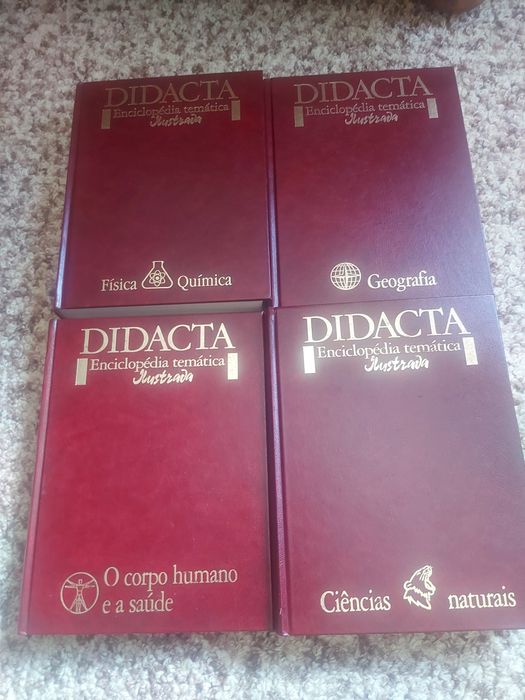 DIDACTA
Enciclopédia temática
Ilustrada
Física Química
DIDACTA
Enciclopédia temática
Ilustrada
Geografia
DIDACTA
Enciclopédia temática
Ilustrada
O corpo humano
e a saúde
DIDACTA
Enciclopédia temática
Ilustrada
Ciências naturais